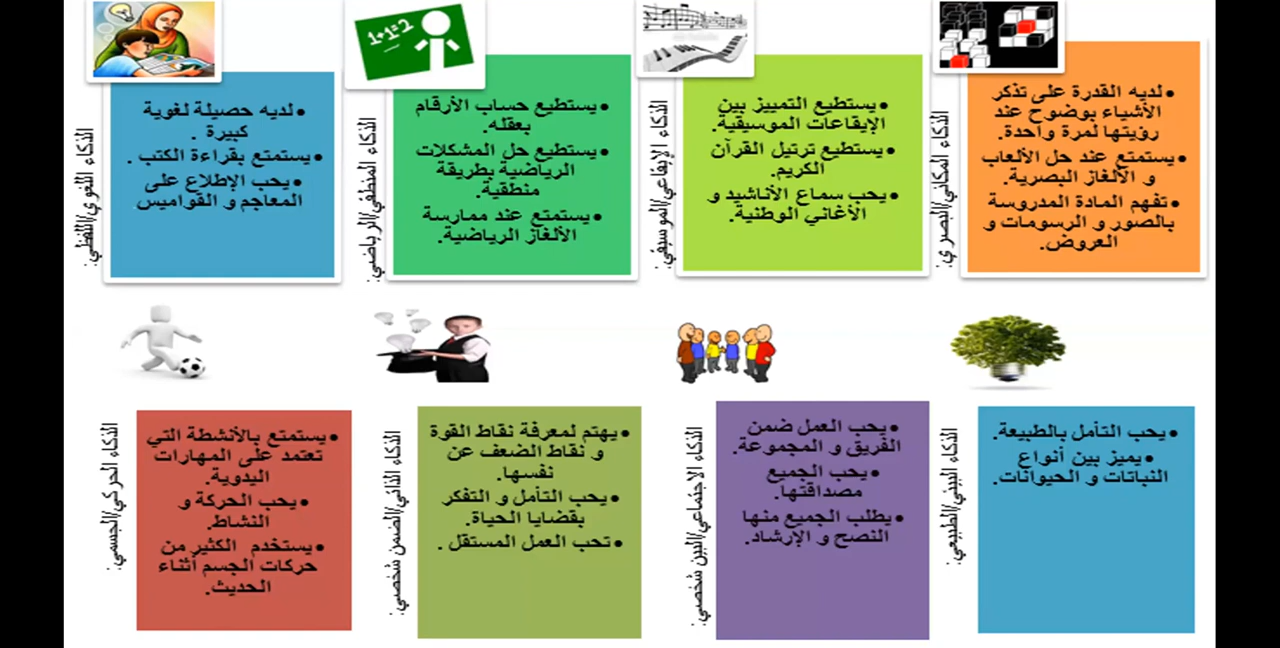 1+1=2
الذكاء المكاني/البصري:
•لديه القدرة على تذكر
الأشياء بوضوح عند
رؤيتها لمرة واحدة.
•يستمتع عند حل الألعاب
و الألغاز البصرية.
•تفهم المادة المدروسة
بالصور و الرسومات و
العروض.
الذكاء الإيقاعي/الموسيقي:
•يستطيع التمييز بين
الإيقاعات الموسيقية.
•يستطيع ترتيل القرآن
الكريم.
•يحب سماع الأناشيد و
الأغاني الوطنية.
الذكاء المنطقي/الرياضي:
•يستطيع حساب الأرقام
بعقله.
•يستطيع حل المشكلات
الرياضية بطريقة
منطقية.
•يستمتع عند ممارسة
الألغاز الرياضية.
الذكاء اللغوي/اللفظي:
•لديه حصيلة لغوية
كبيرة .
•يستمتع بقراءة الكتب .
•يحب الإطلاع على
المعاجم و القواميس
الذكاء البيئي/الطبيعي:
•يحب التأمل بالطبيعة.
•يميز بين أنواع
النباتات و الحيوانات.
الذكاء الاجتماعي/البين شخصي:
•يحب العمل ضمن
الفريق و المجموعة.
•يحب الجميع
مصداقتها.
•يطلب الجميع منها
النصح و الإرشاد.
الذكاء الذاتي/الضمن شخصي:
•يهتم لمعرفة نقاط القوة
و نقاط الضعف عن
نفسها.
•يحب التأمل و التفكر
بقضايا الحياة.
•تحب العمل المستقل .
الذكاء الحركي/الجسمي:
•يستمتع بالأنشطة التي
تعتمد على المهارات
اليدوية.
•يحب الحركة و
النشاط.
•يستخدم الكثير من
حركات الجسم أثناء
الحديث.